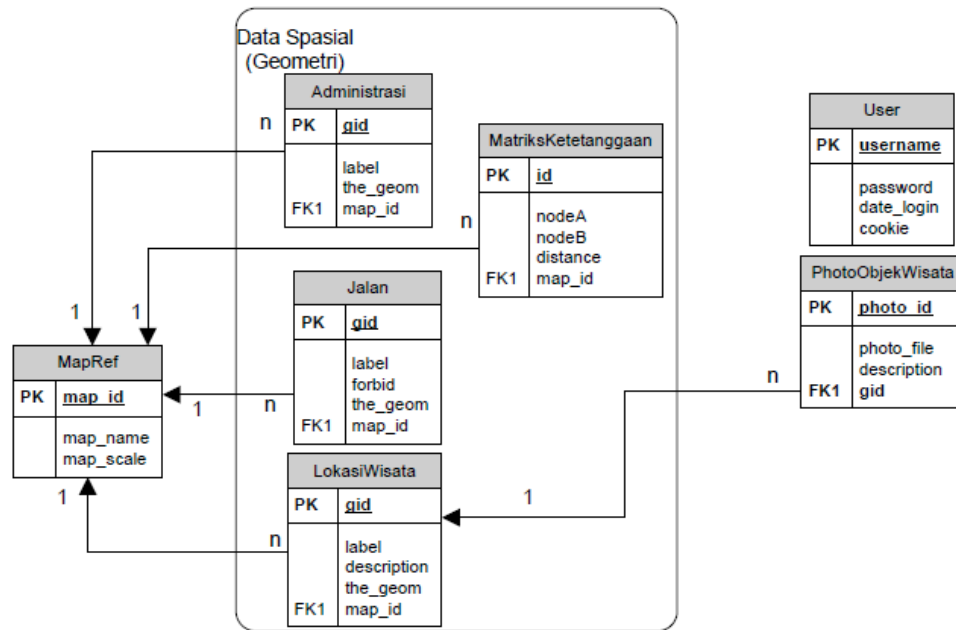 Data Spasial
(Geometri)
Administrasi
PK gid
label
the_geom
FK1 map_id
n
MatriksKetetanggaan
PK id
nodeA
nodeB
distance
FK1 map_id
n
User
PK username
password
date_login
cookie
PhotoObjekWisata
PK photo_id
photo_file
description
FK1 gid
n
Jalan
PK gid
label
forbid
the_geom
FK1 map_id
n
1
1
1
MapRef
PK map_id
map_name
map_scale
1
LokasiWisata
PK gid
label
description
the_geom
FK1 map_id
n
1